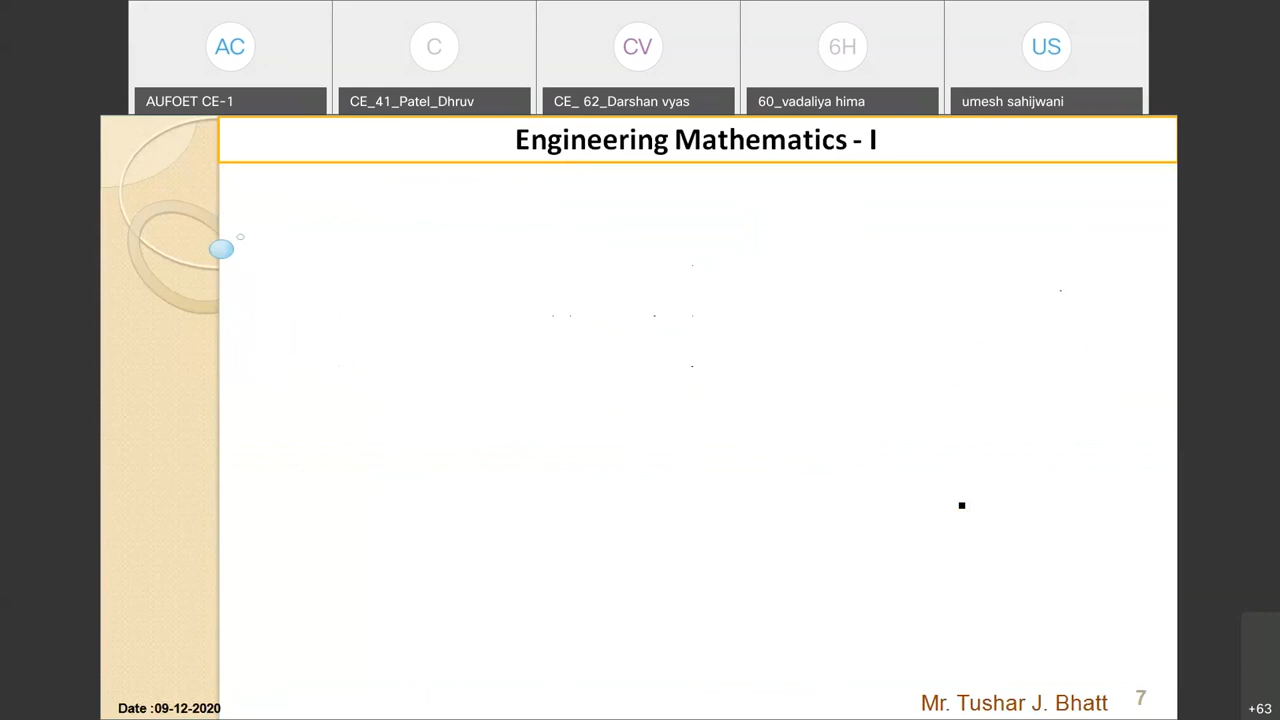 AC
C
CV
6H
US
AUFOET CE-1
CE_41_Patel_Dhruv
CE_ 62_Darshan vyas
60_vadaliya hima
umesh sahijwani
Engineering Mathematics - I
Date :09-12-2020
Mr. Tushar J. Bhatt
7
+63